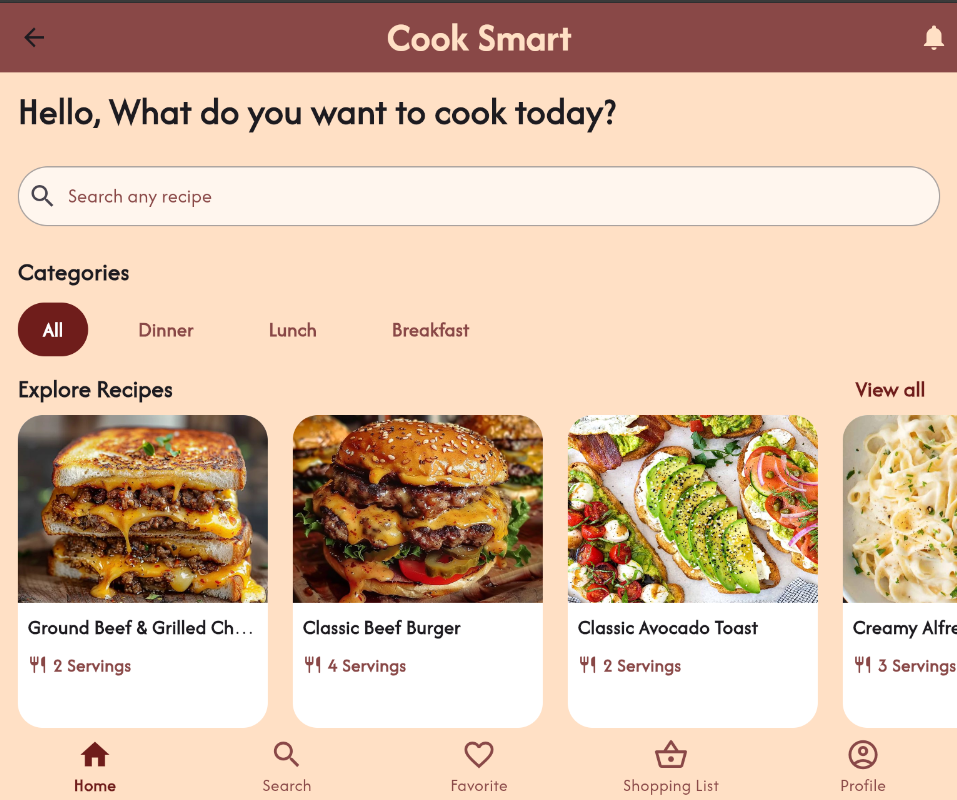 Cook Smart
Hello, What do you want to cook today?
Search any recipe
Categories
All Dinner Lunch Breakfast
Explore Recipes View all
Ground Beef & Grilled Ch... Classic Beef Burger Classic Avocado Toast Creamy Alfre
2 Servings 4 Servings 2 Servings 3 Servings
Home Search Favorite Shopping List Profile